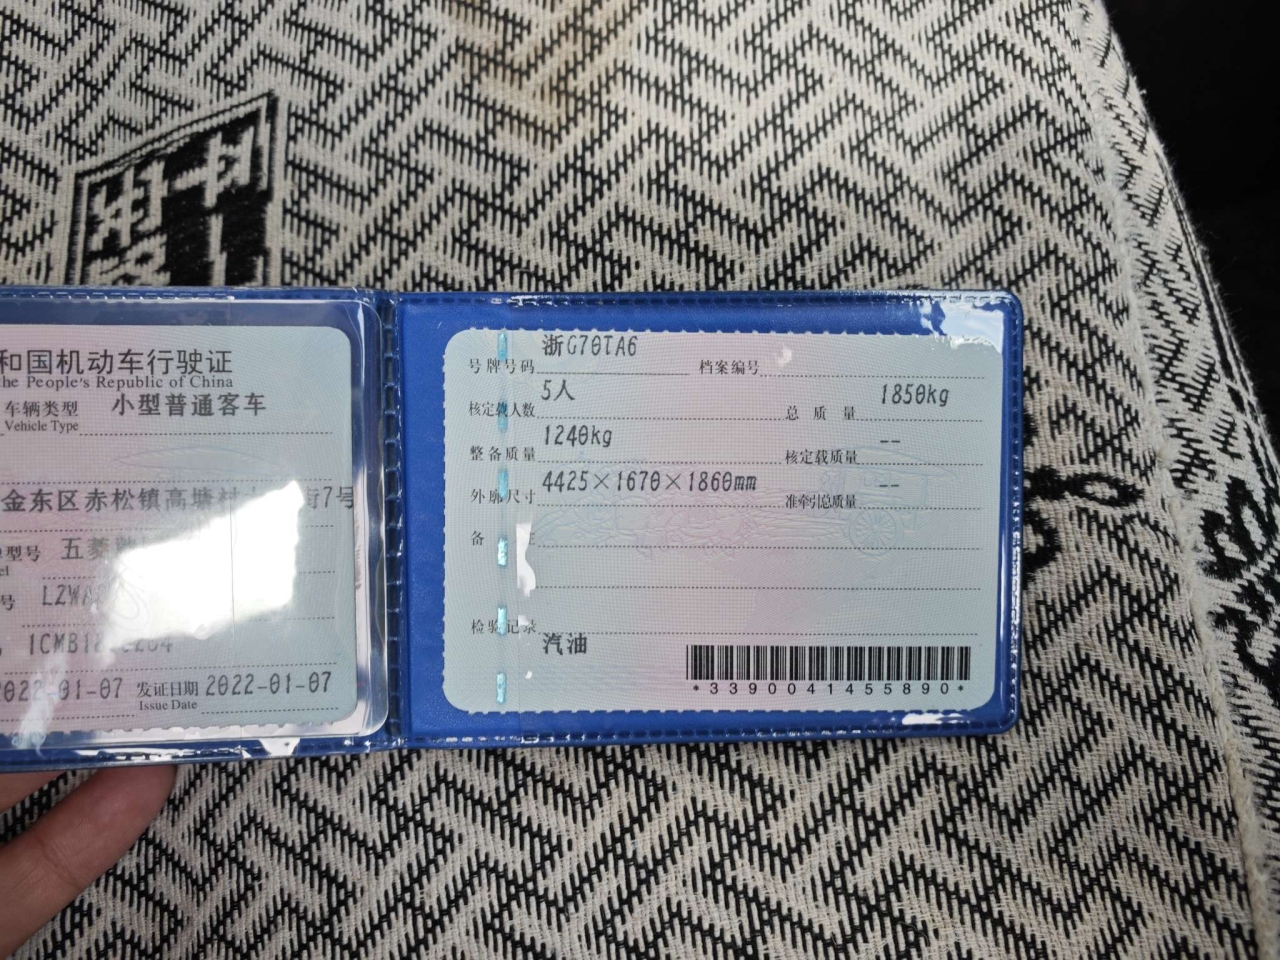 和国机动车行驶证
the People's Republic of China
车辆类型 小型普通客车
Vehicle Type
金东区赤松镇高塘村
街7号
型号 五菱
L2WA
1CMB1
2022-01-07 发证日期 2022-01-07
Issue Date
号牌号码 浙G70TA6 档案编号
核定载人数 5人 总质量 1850kg
整备质量 1240kg 核定载质量 --
外廓尺寸 4425×1670×1860mm 准牵引总质量 --
备注
检验记录 汽油
*3390041455890*